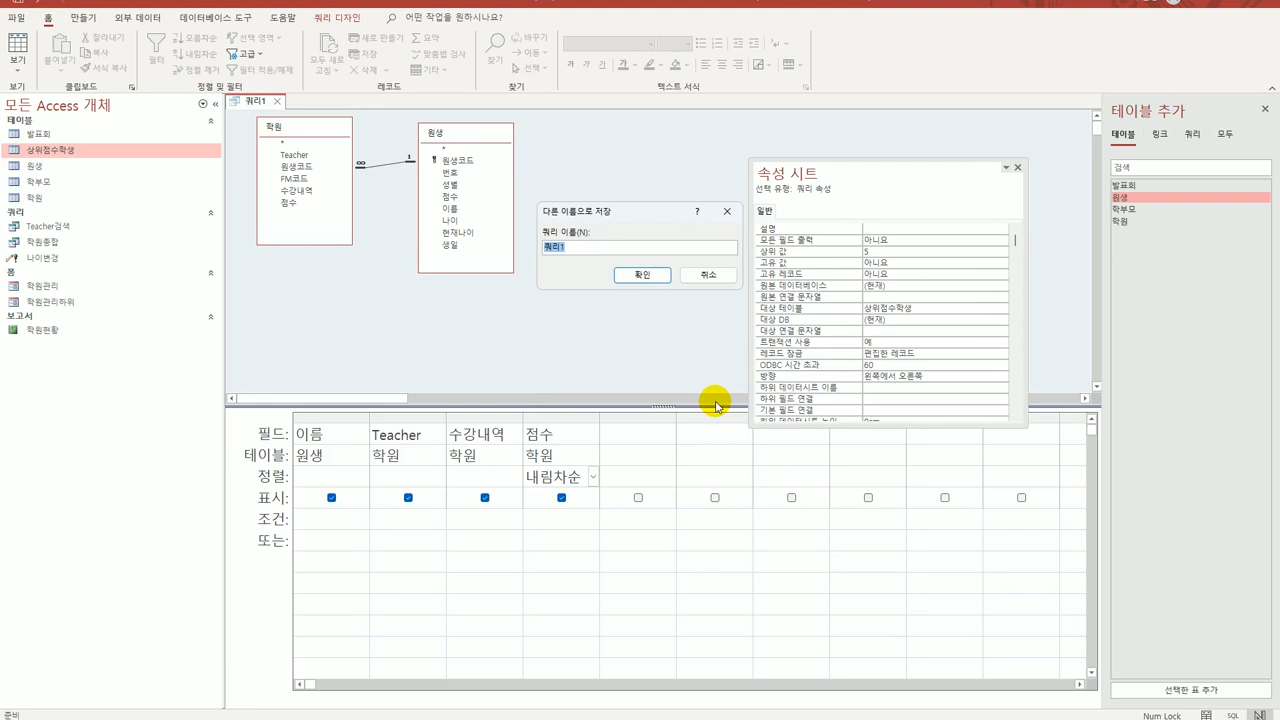 파일 홈 만들기 외부 데이터 데이터베이스 도구 도움말 쿼리 디자인 어떤 작업을 원하시나요?
보기
붙여넣기
잘라내기
복사
서식 복사
필터
오름차순
내림차순
정렬 제거
선택 영역
고급
필터 적용/해제
모두 새로
고침
새로 만들기
저장
삭제
요약
맞춤법 검사
기타
찾기
바꾸기
이동
선택
가 가 가 가
보기 클립보드 정렬 및 필터 레코드 찾기 텍스트 서식
모든 Access 개체
테이블
발표회
상위점수학생
원생
학부모
학원
쿼리
Teacher검색
학원종합
나이변경
폼
학원관리
학원관리하위
보고서
학원현황
쿼리1
학원
*
Teacher
원생코드
FM코드
수강내역
점수
∞ 1
원생
*
원생코드
번호
성별
점수
이름
나이
현재나이
생일
다른 이름으로 저장 ?
쿼리 이름(N):
쿼리1
확인 취소
속성 시트
선택 유형: 쿼리 속성
일반
설명
모든 필드 출력 아니요
상위 값 5
고유 값 아니요
고유 레코드 아니요
원본 데이터베이스 (현재)
원본 연결 문자열
대상 테이블 상위점수학생
대상 DB (현재)
대상 연결 문자열
트랜잭션 사용 예
레코드 잠금 편집한 레코드
ODBC 시간 초과 60
방향 왼쪽에서 오른쪽
하위 데이터시트 이름
하위 필드 연결
기본 필드 연결
필드: 이름 Teacher 수강내역 점수
테이블: 원생 학원 학원 학원
정렬: 내림차순
표시:
조건:
또는:
테이블 추가
테이블 링크 쿼리 모두
검색
발표회
원생
학부모
학원
선택한 표 추가
준비 Num Lock SQL